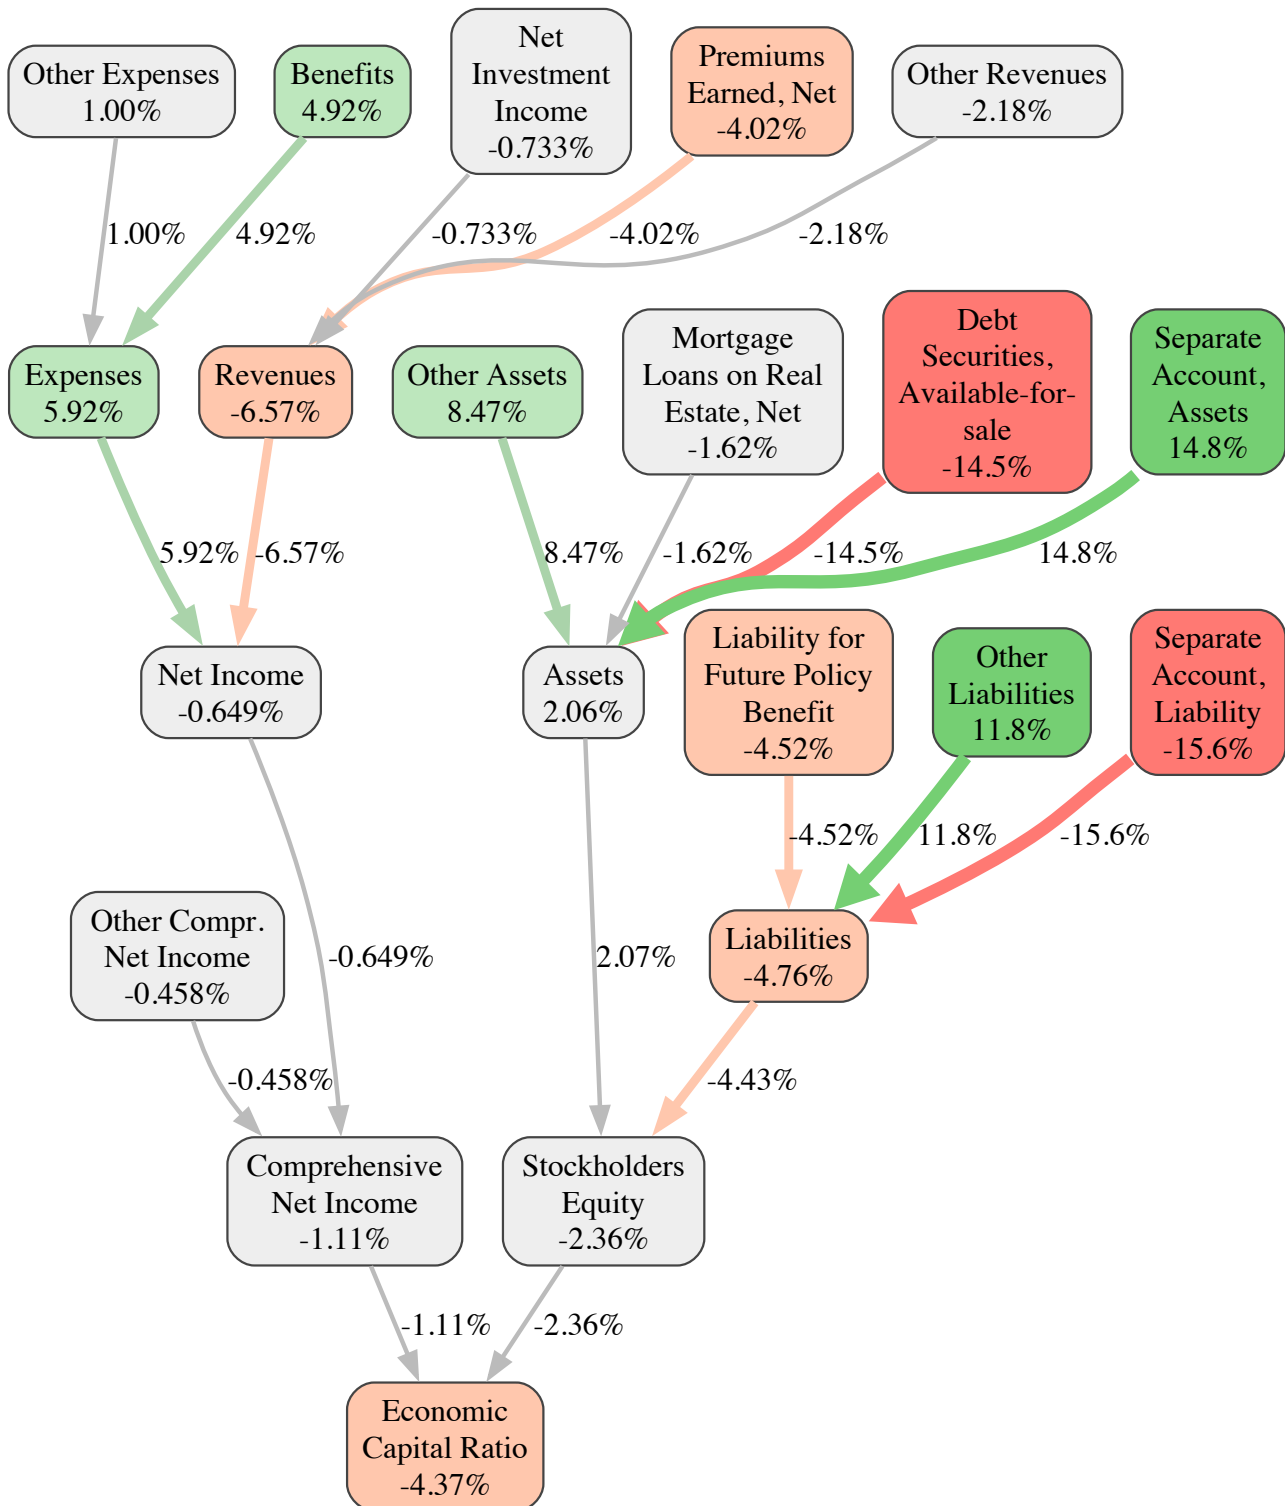 Other Expenses
1.00%
Benefits
4.92%
Net
Investment
Income
-0.733%
Premiums
Earned, Net
-4.02%
Other Revenues
-2.18%
1.00%
4.92%
-0.733%
-4.02%
-2.18%
Expenses
5.92%
Revenues
-6.57%
Other Assets
8.47%
Mortgage
Loans on Real
Estate, Net
-1.62%
Debt
Securities,
Available-for-
sale
-14.5%
Separate
Account,
Assets
14.8%
5.92%
-6.57%
8.47%
-1.62%
-14.5%
14.8%
Net Income
-0.649%
Assets
2.06%
Liability for
Future Policy
Benefit
-4.52%
Other
Liabilities
11.8%
Separate
Account,
Liability
-15.6%
-4.52%
11.8%
-15.6%
Other Compr.
Net Income
-0.458%
-0.649%
2.07%
Liabilities
-4.76%
-0.458%
-4.43%
Comprehensive
Net Income
-1.11%
Stockholders
Equity
-2.36%
-1.11%
-2.36%
Economic
Capital Ratio
-4.37%